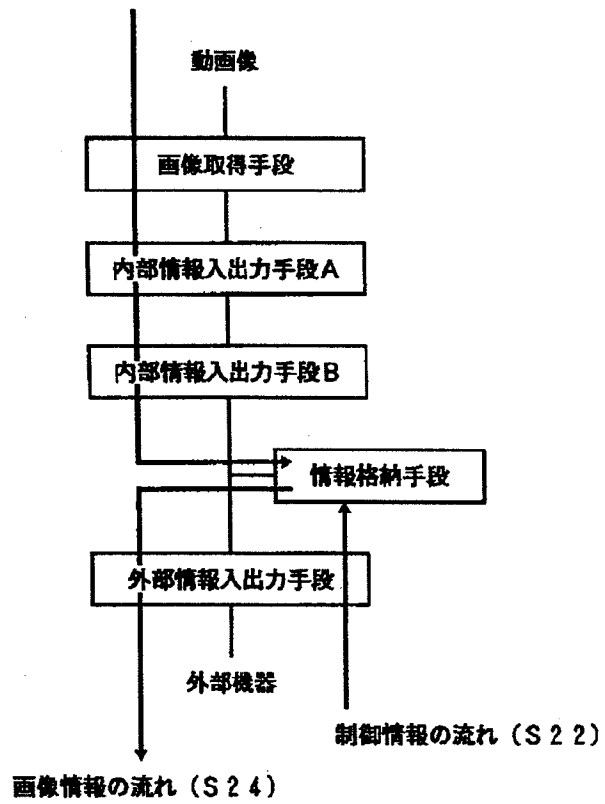 動画像
画像取得手段
内部情報入出力手段A
内部情報入出力手段B
情報格納手段
外部情報入出力手段
外部機器
制御情報の流れ(S22)
画像情報の流れ(S24)